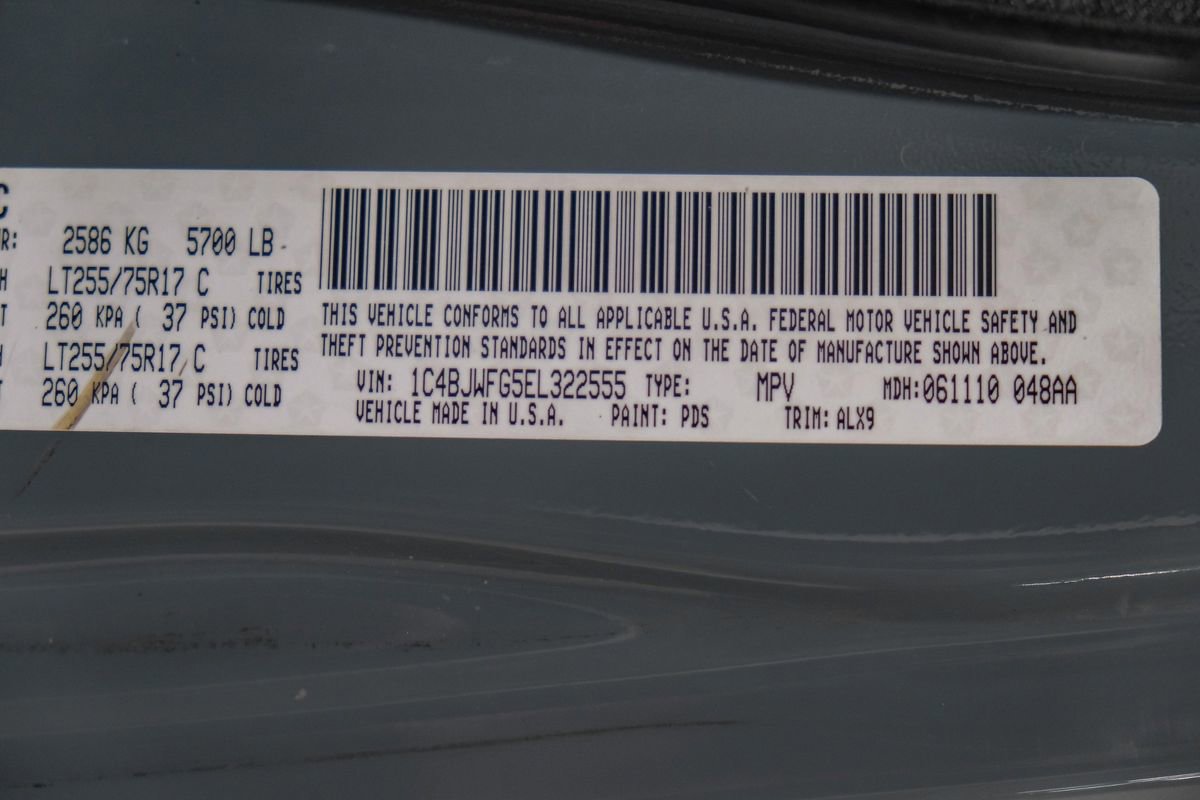 C
R: 2586 KG 5700 LB
H LT255/75R17 C TIRES
T 260 KPA ( 37 PSI) COLD
H LT255/75R17 C TIRES
T 260 KPA ( 37 PSI) COLD
THIS VEHICLE CONFORMS TO ALL APPLICABLE U.S.A. FEDERAL MOTOR VEHICLE SAFETY AND
THEFT PREVENTION STANDARDS IN EFFECT ON THE DATE OF MANUFACTURE SHOWN ABOVE.
VIN: 1C4BJWFG5EL322555 TYPE: MPV MDH:061110 048AA
VEHICLE MADE IN U.S.A. PAINT: PDS TRIM: ALX9